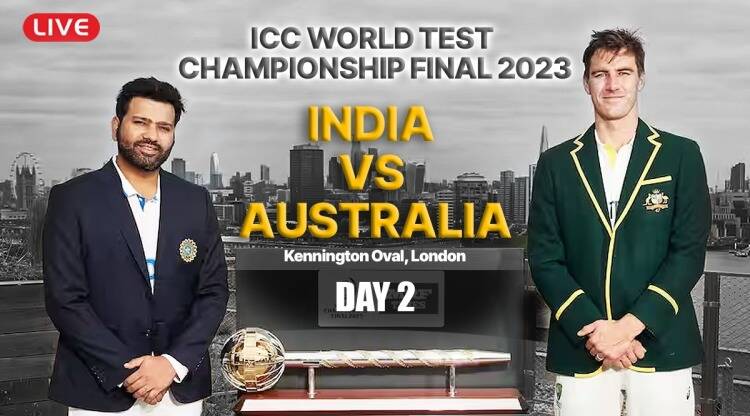 LIVE
ICC WORLD TEST
CHAMPIONSHIP FINAL 2023
INDIA
VS
AUSTRALIA
Kennington Oval, London
DAY 2